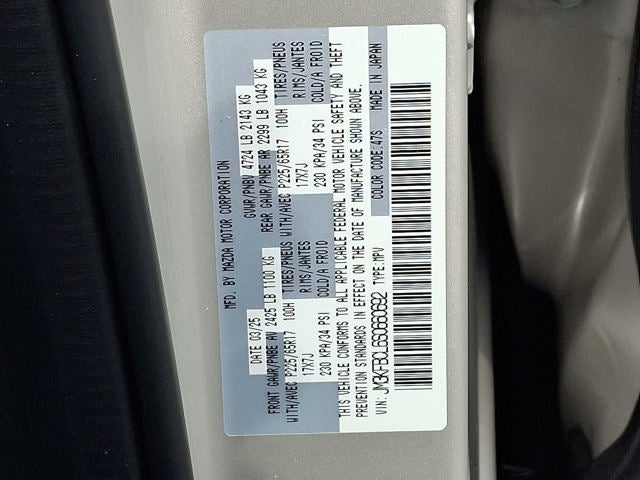 MFD. BY MAZDA MOTOR CORPORATION
DATE 03/25 GVWR/PNBV 4724 LB 2143 KG
FRONT GAWR/PNBE AV 2425 LB 1100 KG REAR GAWR/PNBE AR 2299 LB 1043 KG
WITH/AVEC P225/65R17 100H TIRES/PNEUS WITH/AVEC P225/65R17 100H TIRES/PNEUS
17X7J RIMS/JANTES 17X7J RIMS/JANTES
230 KPA/34 PSI COLD/A FROID 230 KPA/34 PSI COLD/A FROID
THIS VEHICLE CONFORMS TO ALL APPLICABLE FEDERAL MOTOR VEHICLE SAFETY AND THEFT
PREVENTION STANDARDS IN EFFECT ON THE DATE OF MANUFACTURE SHOWN ABOVE.
VIN: JM3KFBCL6S0660692 TYPE:MPV COLOR CODE:47S MADE IN JAPAN